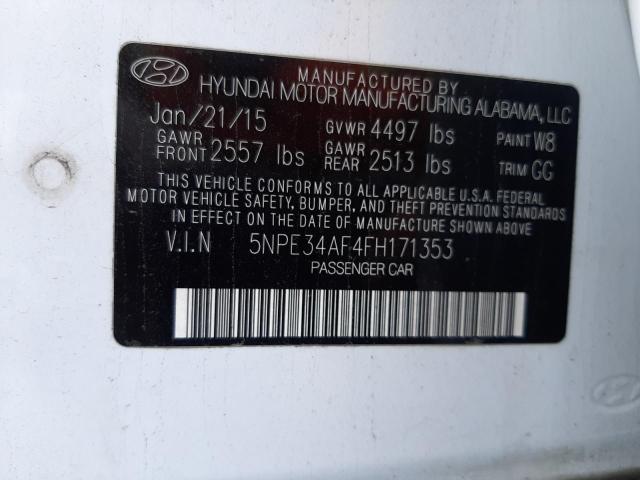 MANUFACTURED BY
HYUNDAI MOTOR MANUFACTURING ALABAMA, LLC
Jan/21/15 GVWR 4497 lbs PAINT W8
GAWR FRONT 2557 lbs GAWR REAR 2513 lbs TRIM GG
THIS VEHICLE CONFORMS TO ALL APPLICABLE U.S.A. FEDERAL
MOTOR VEHICLE SAFETY, BUMPER, AND THEFT PREVENTION STANDARDS
IN EFFECT ON THE DATE OF MANUFACTURE SHOWN ABOVE.
V.I.N 5NPE34AF4FH171353
PASSENGER CAR